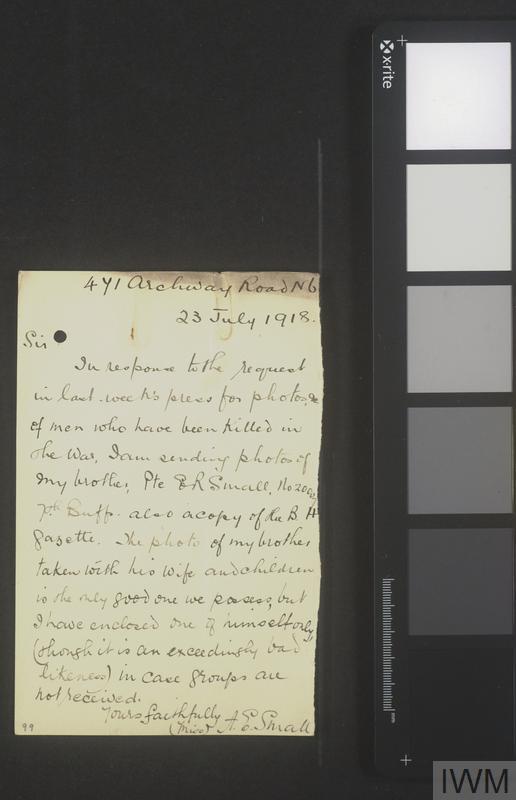 471 Archway Road N6
23 July 1918.
Sir
In response to the request
in last week's press for photos,
of men who have been killed in
the War, I am sending photos of
my brother, Pte E R Small, No
7th Buffs. also a copy of the B. H
gazette. The photo of my brother
taken with his wife and children
is the only good one we possess, but
I have enclosed one of himself only
(though it is an exceedingly bad
likeness) in case groups are
not received.
Yours faithfully
(Miss) A. E. Small
99
x-rite
mm
IWM